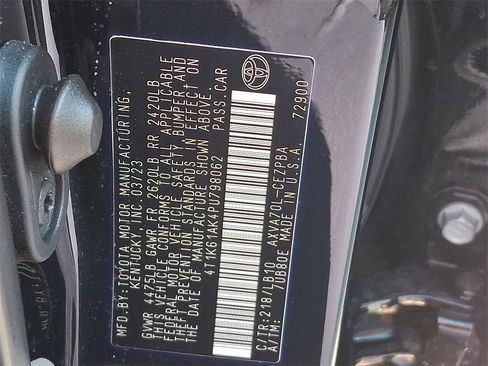 MFD.BY:TOYOTA MOTOR MANUFACTURING,
KENTUCKY, INC. 03/23
GVWR 4475LB GAWR FR 2620LB RR 2420LB
THIS VEHICLE CONFORMS TO ALL APPLICABLE
FEDERAL MOTOR VEHICLE SAFETY, BUMPER, AND
THEFT PREVENTION STANDARDS IN EFFECT ON
THE DATE OF MANUFACTURE SHOWN ABOVE.
4T1K61AK4PU798062 PASS.CAR
C/TR:218/LB10 AXVA70L-CEZPBA
A/TM: /UB80E MADE IN U.S.A. 72900